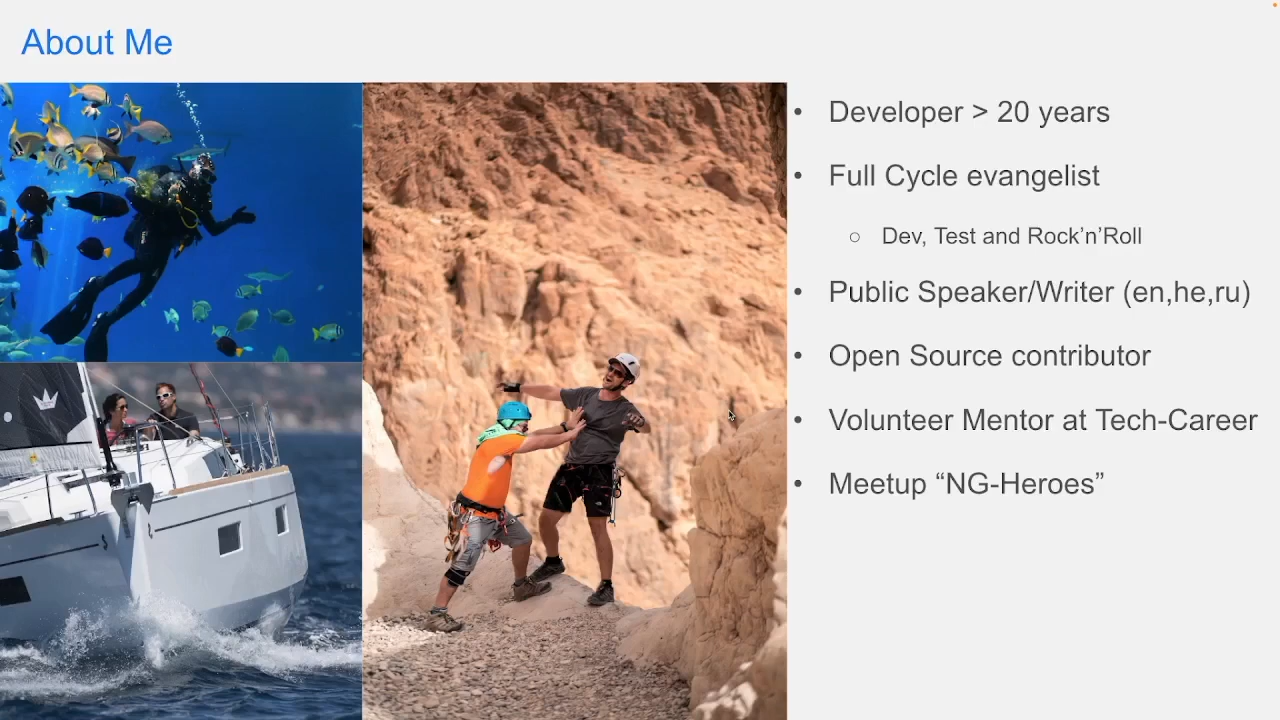 About Me
Developer > 20 years
Full Cycle evangelist
Dev, Test and Rock’n’Roll
Public Speaker/Writer (en,he,ru)
Open Source contributor
Volunteer Mentor at Tech-Career
Meetup “NG-Heroes”